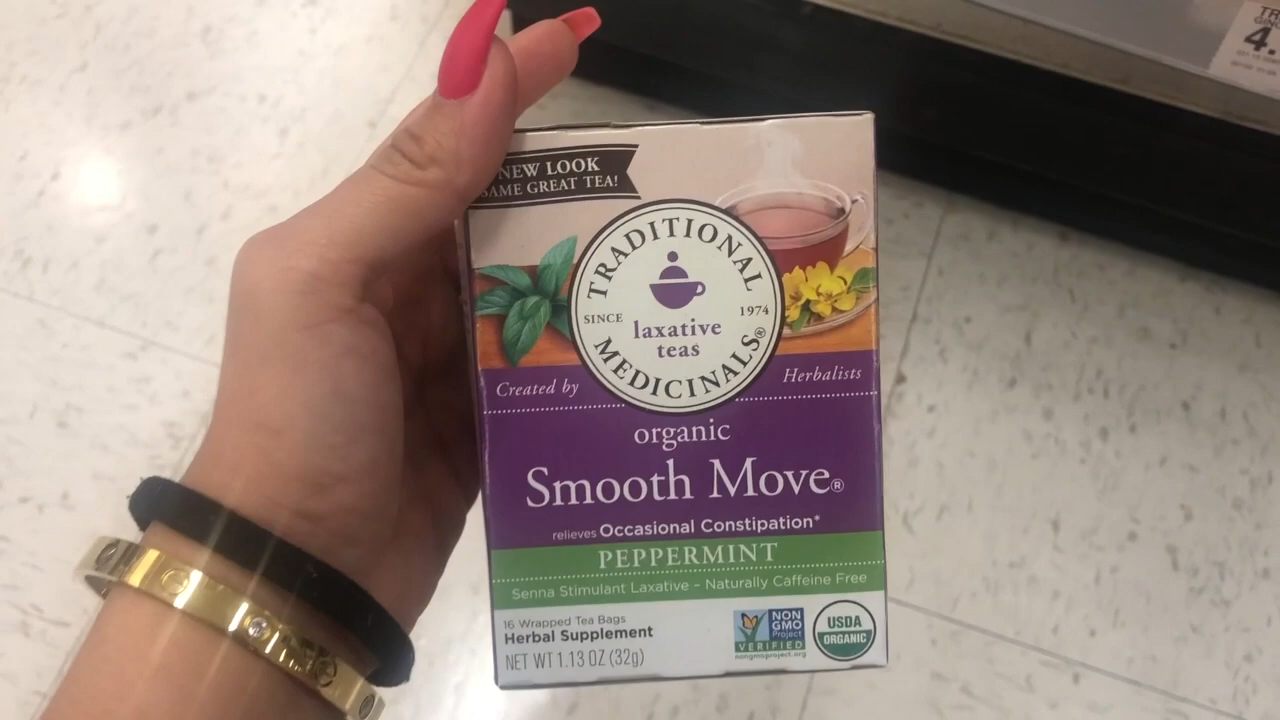 NEW LOOK
SAME GREAT TEA!
TRADITIONAL
SINCE 1974
laxative
teas
MEDICINALS®
Created by Herbalists
organic
Smooth Move®
relieves Occasional Constipation*
PEPPERMINT
Senna Stimulant Laxative – Naturally Caffeine Free
16 Wrapped Tea Bags
Herbal Supplement
NET WT 1.13 OZ (32g)
NON
GMO
Project
VERIFIED
nongmoproject.org
USDA
ORGANIC
4.